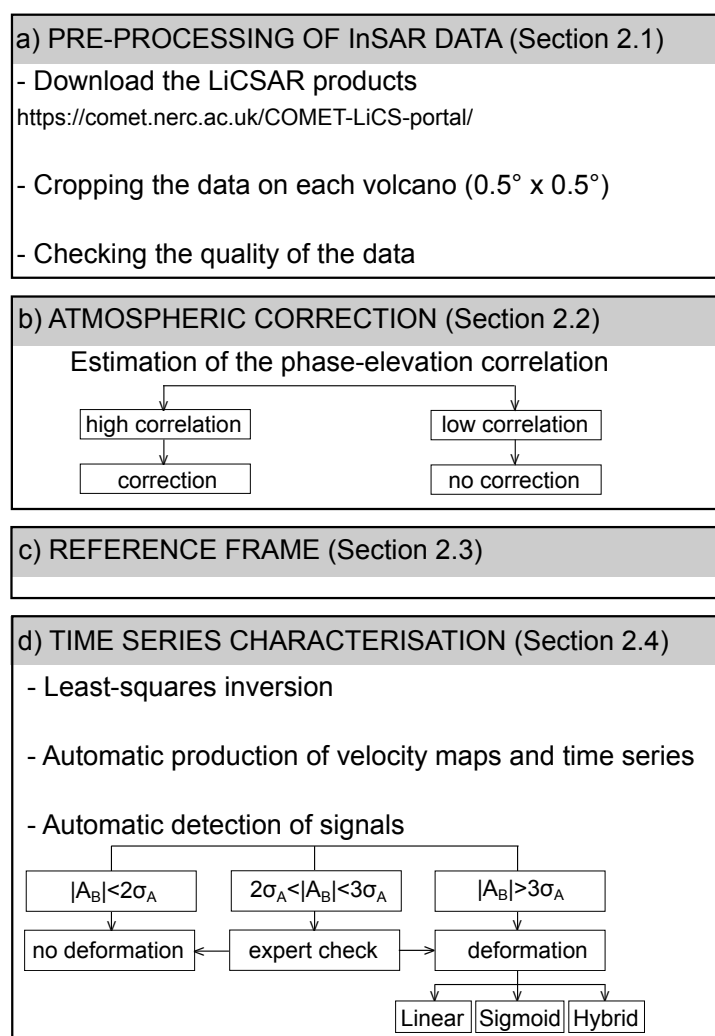 a) PRE-PROCESSING OF InSAR DATA (Section 2.1)
- Download the LiCSAR products
https://comet.nerc.ac.uk/COMET-LiCS-portal/
- Cropping the data on each volcano (0.5° x 0.5°)
- Checking the quality of the data
b) ATMOSPHERIC CORRECTION (Section 2.2)
Estimation of the phase-elevation correlation
high correlation
low correlation
correction
no correction
c) REFERENCE FRAME (Section 2.3)
d) TIME SERIES CHARACTERISATION (Section 2.4)
- Least-squares inversion
- Automatic production of velocity maps and time series
- Automatic detection of signals
|A_B|<2σ_A
2σ_A<|A_B|<3σ_A
|A_B|>3σ_A
no deformation
expert check
deformation
Linear
Sigmoid
Hybrid